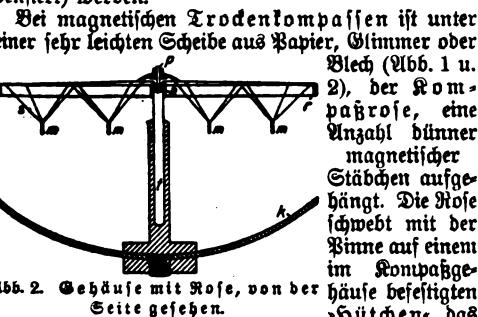 Bei magnetischen Trockenkompassen ist unter
einer sehr leichten Scheibe aus Papier, Glimmer oder
Blech (Abb. 1 u.
2), der Kom=
paßrose, eine
Anzahl dünner
magnetischer
Stäbchen aufge=
hängt. Die Rose
schwebt mit der
Pinne auf einem
im Kompaßge=
häuse befestigten
»Hütchen« das
p
s
r
m m m m
t
k
Abb. 2. Gehäuse mit Rose, von der
Seite gesehen.